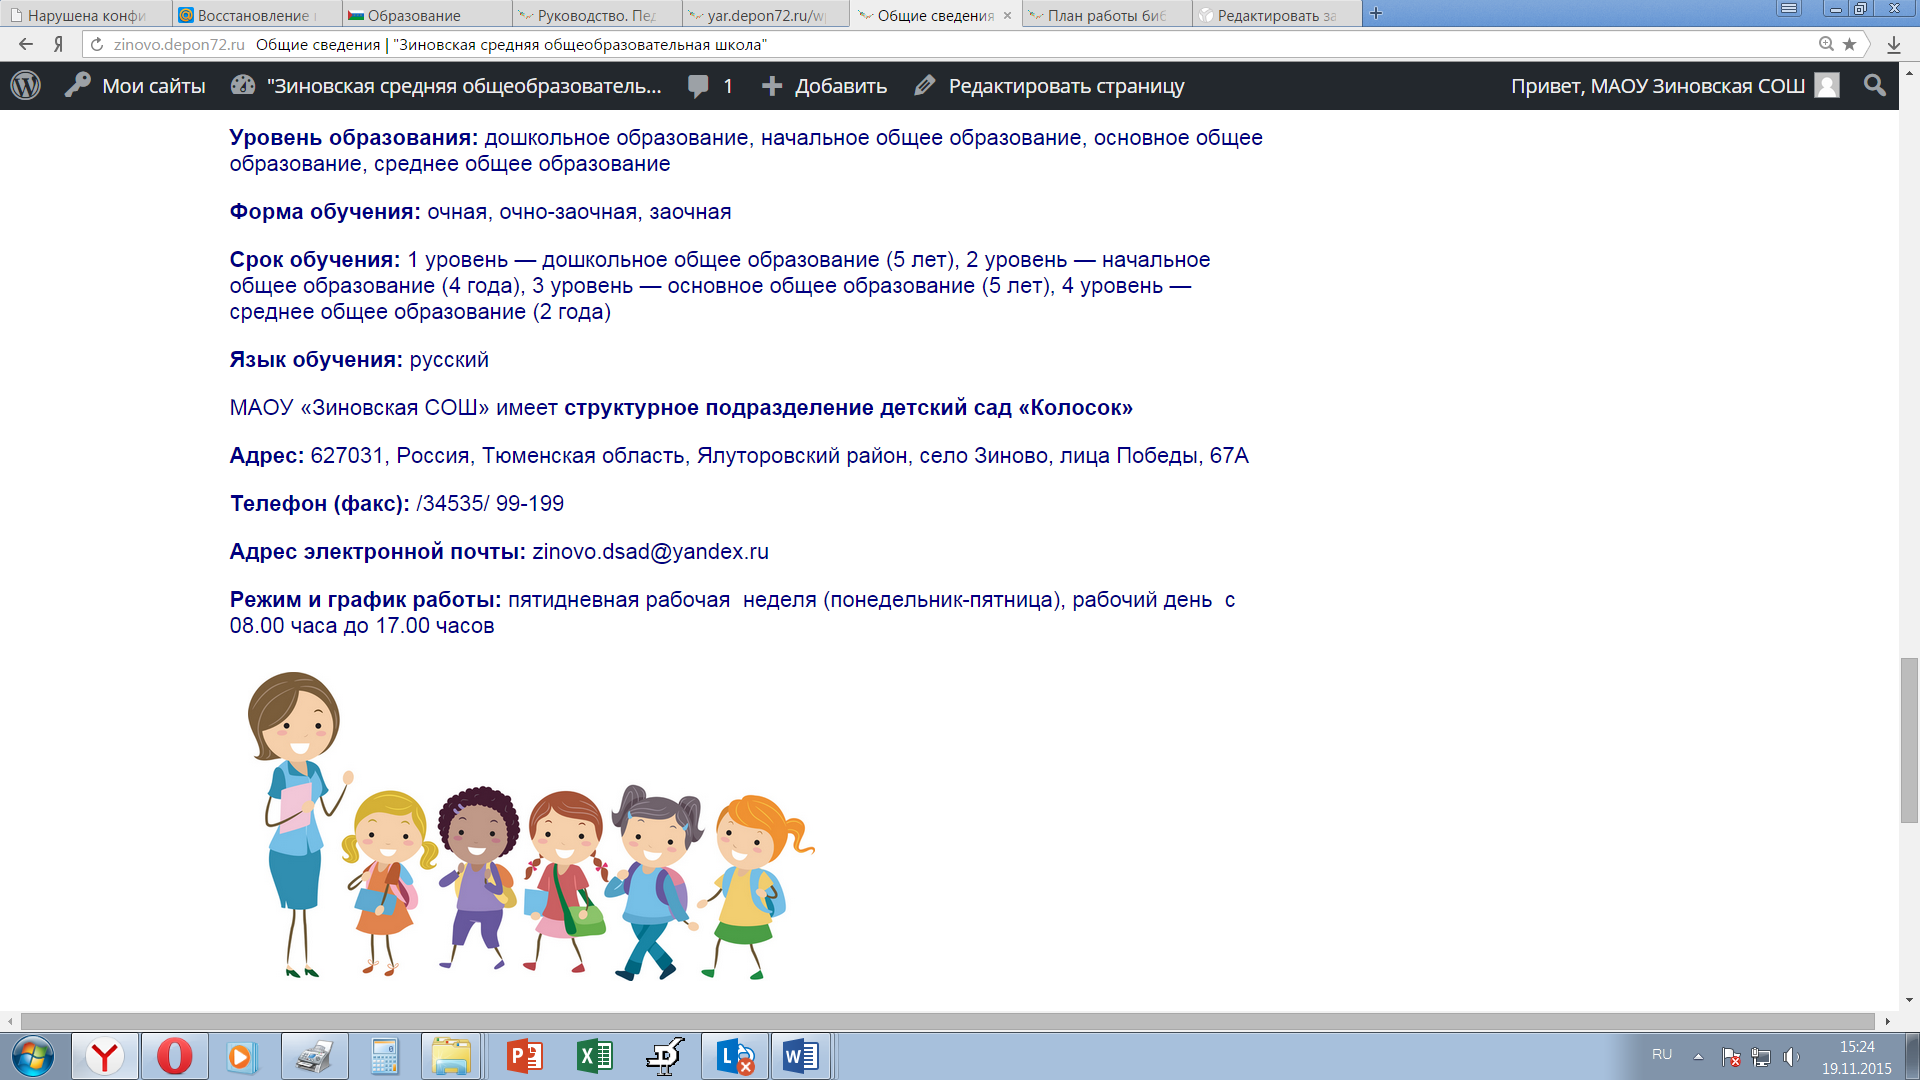 Нарушена конфи
Восстановление
Образование
Руководство. Пед
yar.depon72.ru/w
Общие сведения
План работы биб
Редактировать за
Я zinovo.depon72.ru Общие сведения | "Зиновская средняя общеобразовательная школа"
Мои сайты "Зиновская средняя общеобразователь... 1 Добавить Редактировать страницу Привет, МАОУ Зиновская СОШ
Уровень образования: дошкольное образование, начальное общее образование, основное общее
образование, среднее общее образование
Форма обучения: очная, очно-заочная, заочная
Срок обучения: 1 уровень — дошкольное общее образование (5 лет), 2 уровень — начальное
общее образование (4 года), 3 уровень — основное общее образование (5 лет), 4 уровень —
среднее общее образование (2 года)
Язык обучения: русский
МАОУ «Зиновская СОШ» имеет структурное подразделение детский сад «Колосок»
Адрес: 627031, Россия, Тюменская область, Ялуторовский район, село Зиново, лица Победы, 67А
Телефон (факс): /34535/ 99-199
Адрес электронной почты: zinovo.dsad@yandex.ru
Режим и график работы: пятидневная рабочая  неделя (понедельник-пятница), рабочий день  с
08.00 часа до 17.00 часов
RU
15:24
19.11.2015